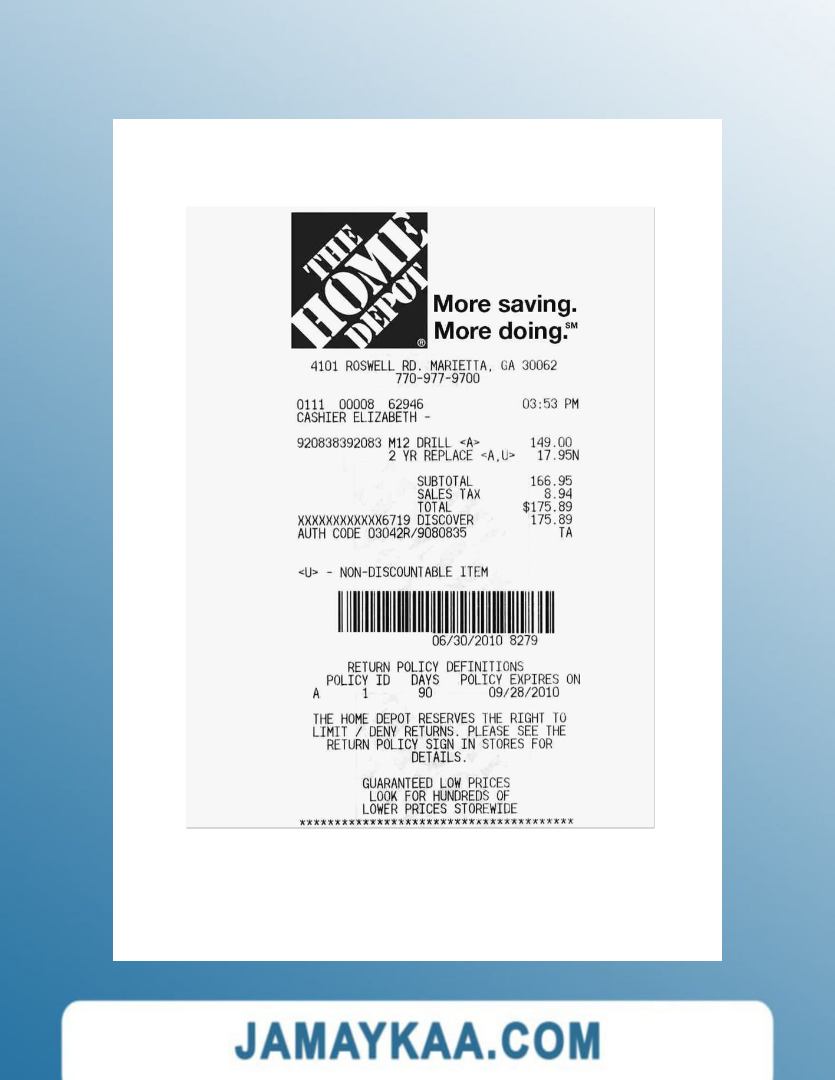 THE
HOME
DEPOT
®
More saving.
More doing.℠
4101 ROSWELL RD. MARIETTA, GA 30062
770-977-9700
0111 00008 62946 03:53 PM
CASHIER ELIZABETH -
920838392083 M12 DRILL <A> 149.00
2 YR REPLACE <A,U> 17.95N
SUBTOTAL 166.95
SALES TAX 8.94
TOTAL $175.89
XXXXXXXXXXXX6719 DISCOVER 175.89
AUTH CODE 03042R/9080835 TA
<U> - NON-DISCOUNTABLE ITEM
06/30/2010 8279
RETURN POLICY DEFINITIONS
POLICY ID DAYS POLICY EXPIRES ON
A 1 90 09/28/2010
THE HOME DEPOT RESERVES THE RIGHT TO
LIMIT / DENY RETURNS. PLEASE SEE THE
RETURN POLICY SIGN IN STORES FOR
DETAILS.
GUARANTEED LOW PRICES
LOOK FOR HUNDREDS OF
LOWER PRICES STOREWIDE
***************************************
JAMAYKAA.COM